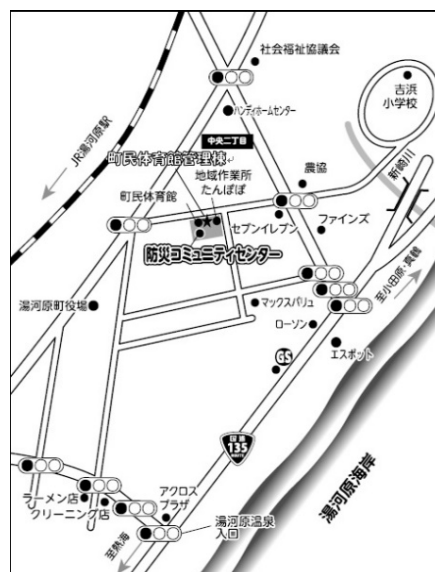 社会福祉協議会
吉浜
小学校
ハンディホームセンター
JR湯河原駅
中央二丁目
町民体育館管理棟
地域作業所
たんぽぽ
農協
新崎川
町民体育館
セブンイレブン
ファインズ
防災コミュニティセンター
至小田原・真鶴
湯河原町役場
マックスバリュ
ローソン
エスポット
GS
国道
135
ROUTE
湯河原海岸
ラーメン店
クリーニング店
アクロス
プラザ
湯河原温泉
入口
至熱海